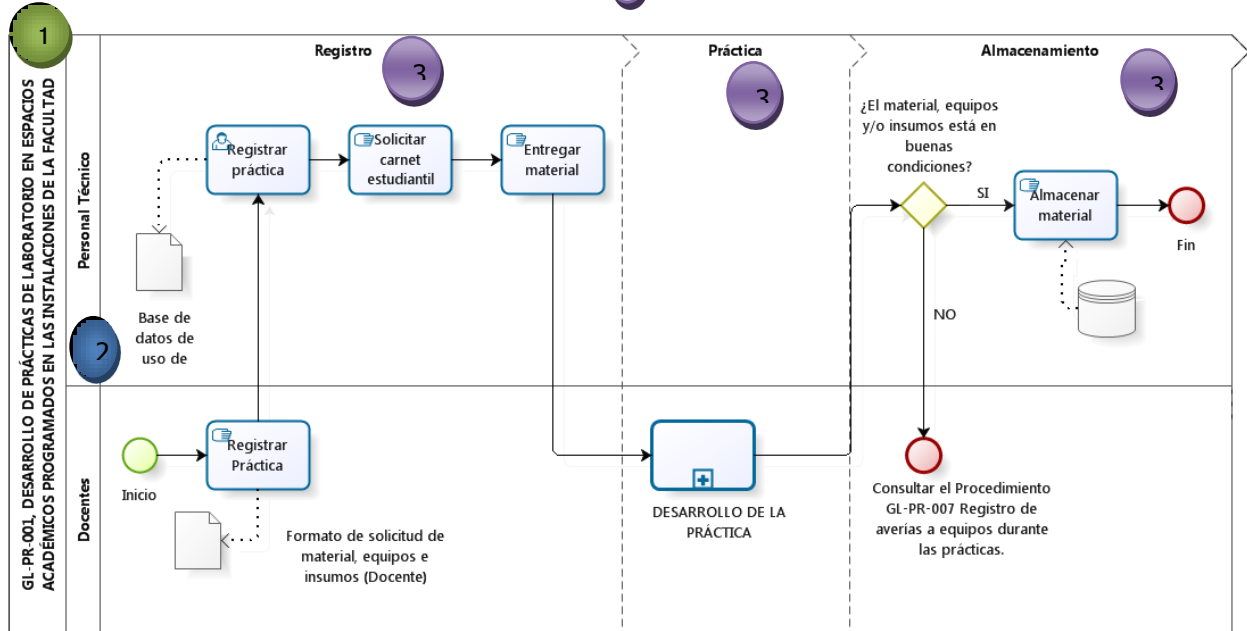 1
GL-PR-001, DESARROLLO DE PRÁCTICAS DE LABORATORIO EN ESPACIOS
ACADÉMICOS PROGRAMADOS EN LAS INSTALACIONES DE LA FACULTAD
Registro
3
Práctica
3
Almacenamiento
3
Personal Técnico
Registrar
práctica
Solicitar
carnet
estudiantil
Entregar
material
¿El material, equipos
y/o insumos está en
buenas
condiciones?
SI
Almacenar
material
Fin
NO
Base de
datos de
uso de
2
Docentes
Inicio
Registrar
Práctica
Formato de solicitud de
material, equipos e
insumos (Docente)
DESARROLLO DE LA
PRÁCTICA
Consultar el Procedimiento
GL-PR-007 Registro de
averías a equipos durante
las prácticas.